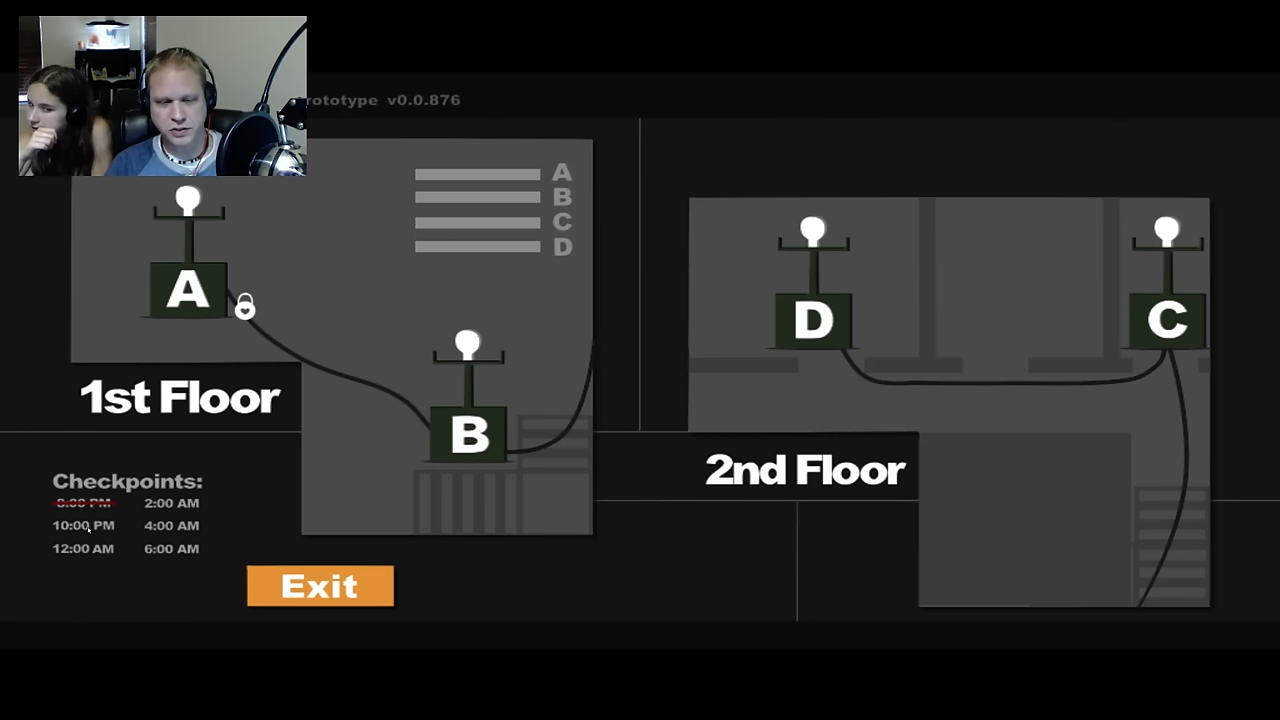 rototype v0.0.876
A
B
C
D
A
B
1st Floor
D
C
2nd Floor
Checkpoints:
8:00 PM 2:00 AM
10:00 PM 4:00 AM
12:00 AM 6:00 AM
Exit